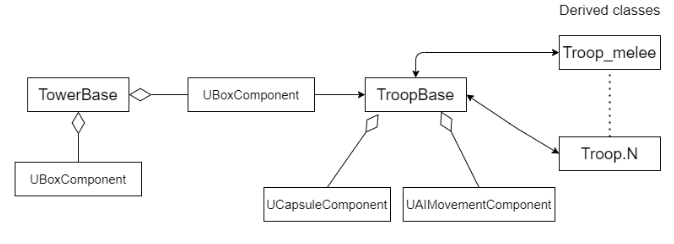 Derived classes
Troop_melee
TowerBase
UBoxComponent
TroopBase
Troop.N
UBoxComponent
UCapsuleComponent
UAIMovementComponent